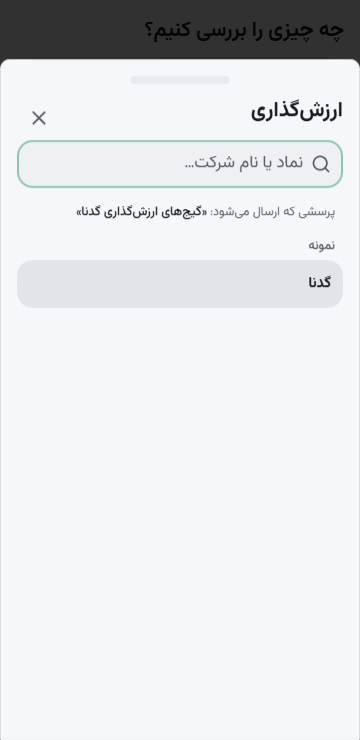 چه چیزی را بررسی کنیم؟
ارزش‌گذاری
نماد یا نام شرکت...
پرسشی که ارسال می‌شود: «گیج‌های ارزش‌گذاری گدنا»
نمونه
گدنا